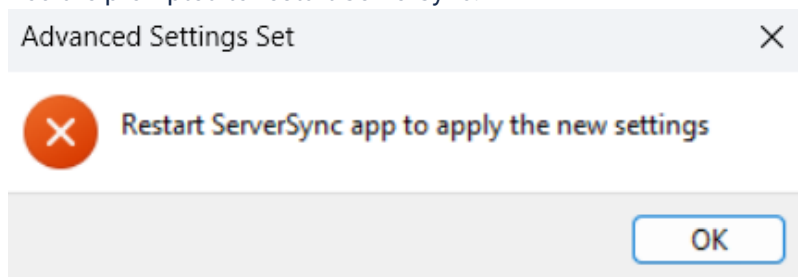 Advanced Settings Set
Restart ServerSync app to apply the new settings
OK